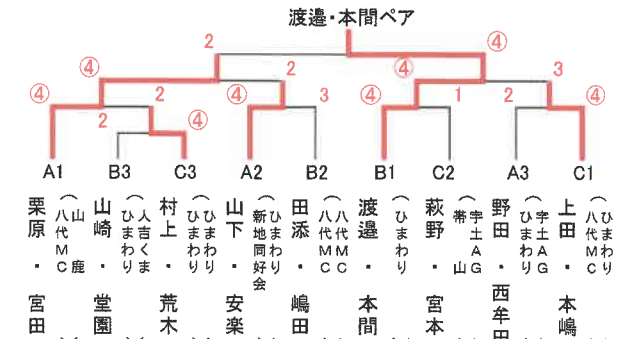 渡邉・本間ペア
2
④
④
2
④
3
④
2
④
2
④
2
④
3
④
1
2
④
A1
B3
C3
A2
B2
B1
C2
A3
C1
栗原・宮田
（八代MC
山鹿
山崎・堂園
（ひまわり
人吉くま
村上・荒木
（ひまわり
ひまわり
山下・安楽
（新地同好会
ひまわり
田添・嶋田
（八代MC
八代MC
渡邉・本間
（ひまわり
萩野・宮本
（帯山
宇土AG
野田・西牟田
（ひまわり
宇土AG
上田・本嶋
（八代MC
ひまわり